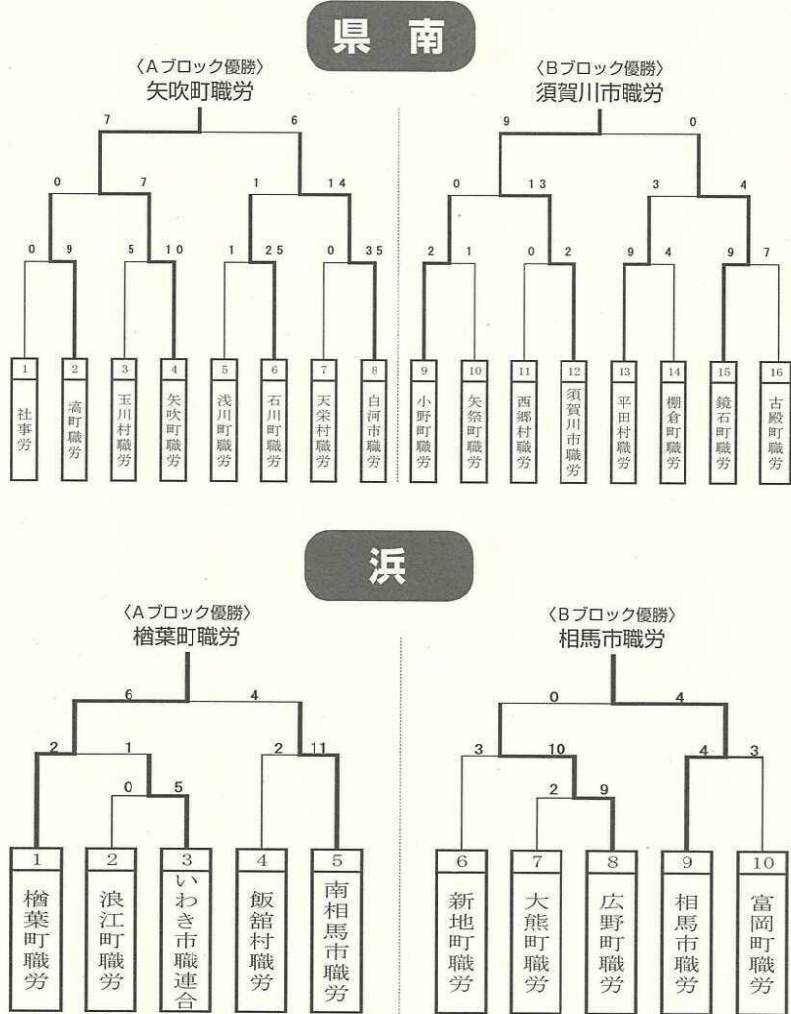 県南
〈Aブロック優勝〉
矢吹町職労
〈Bブロック優勝〉
須賀川市職労
7 6 9 0
0 7 1 14 0 13 3 4
0 9 5 10 1 25 0 35 2 1 0 2 9 4 9 7
1 2 3 4 5 6 7 8 9 10 11 12 13 14 15 16
社事労
塙町職労
玉川村職労
矢吹町職労
浅川町職労
石川町職労
天栄村職労
白河市職労
小野町職労
矢祭町職労
西郷村職労
須賀川市職労
平田村職労
棚倉町職労
鏡石町職労
古殿町職労
浜
〈Aブロック優勝〉
楢葉町職労
〈Bブロック優勝〉
相馬市職労
6 4 0 4
2 1 2 11 3 10 4 3
0 5 2 9
1 2 3 4 5 6 7 8 9 10
楢葉町職労
浪江町職労
いわき市職連合
飯舘村職労
南相馬市職労
新地町職労
大熊町職労
広野町職労
相馬市職労
富岡町職労